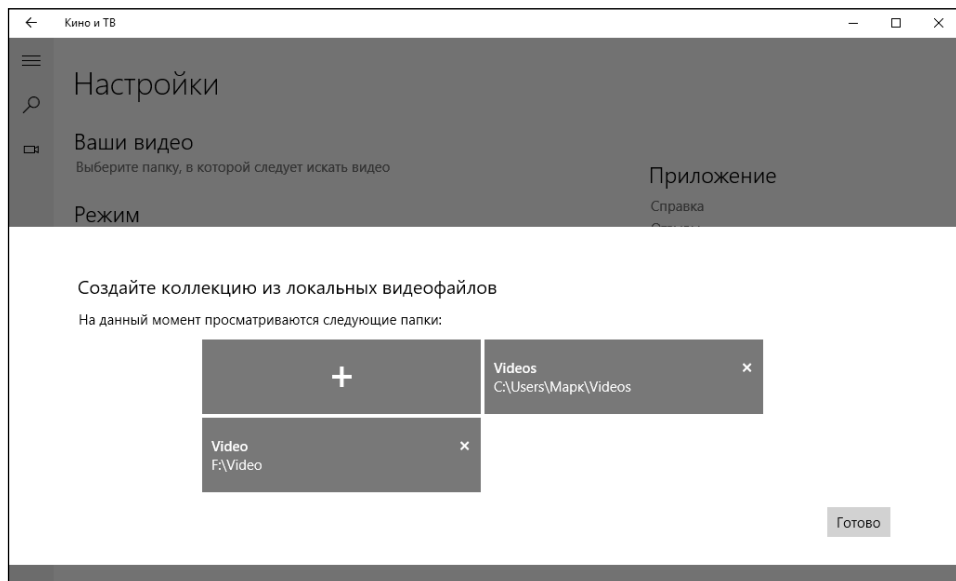 Кино и ТВ
Настройки
Ваши видео
Выберите папку, в которой следует искать видео
Приложение
Справка
Режим
Создайте коллекцию из локальных видеофайлов
На данный момент просматриваются следующие папки:
+
Videos
C:\Users\Марк\Videos
Video
F:\Video
Готово